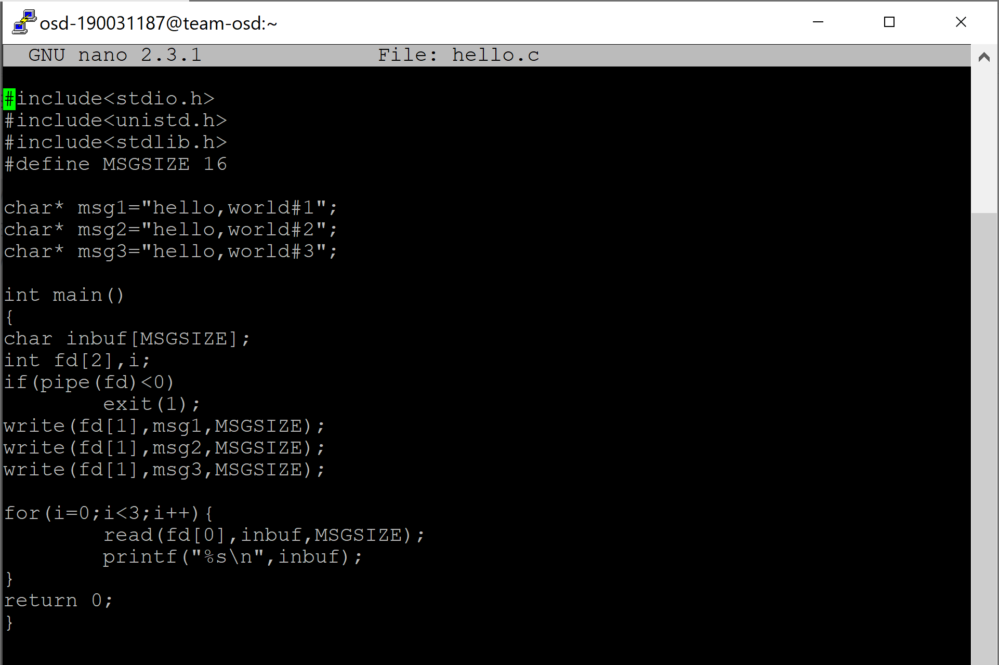 osd-190031187@team-osd:~
GNU nano 2.3.1 File: hello.c
#include<stdio.h>
#include<unistd.h>
#include<stdlib.h>
#define MSGSIZE 16
char* msg1="hello,world#1";
char* msg2="hello,world#2";
char* msg3="hello,world#3";
int main()
{
char inbuf[MSGSIZE];
int fd[2],i;
if(pipe(fd)<0)
        exit(1);
write(fd[1],msg1,MSGSIZE);
write(fd[1],msg2,MSGSIZE);
write(fd[1],msg3,MSGSIZE);
for(i=0;i<3;i++){
        read(fd[0],inbuf,MSGSIZE);
        printf("%s\n",inbuf);
}
return 0;
}